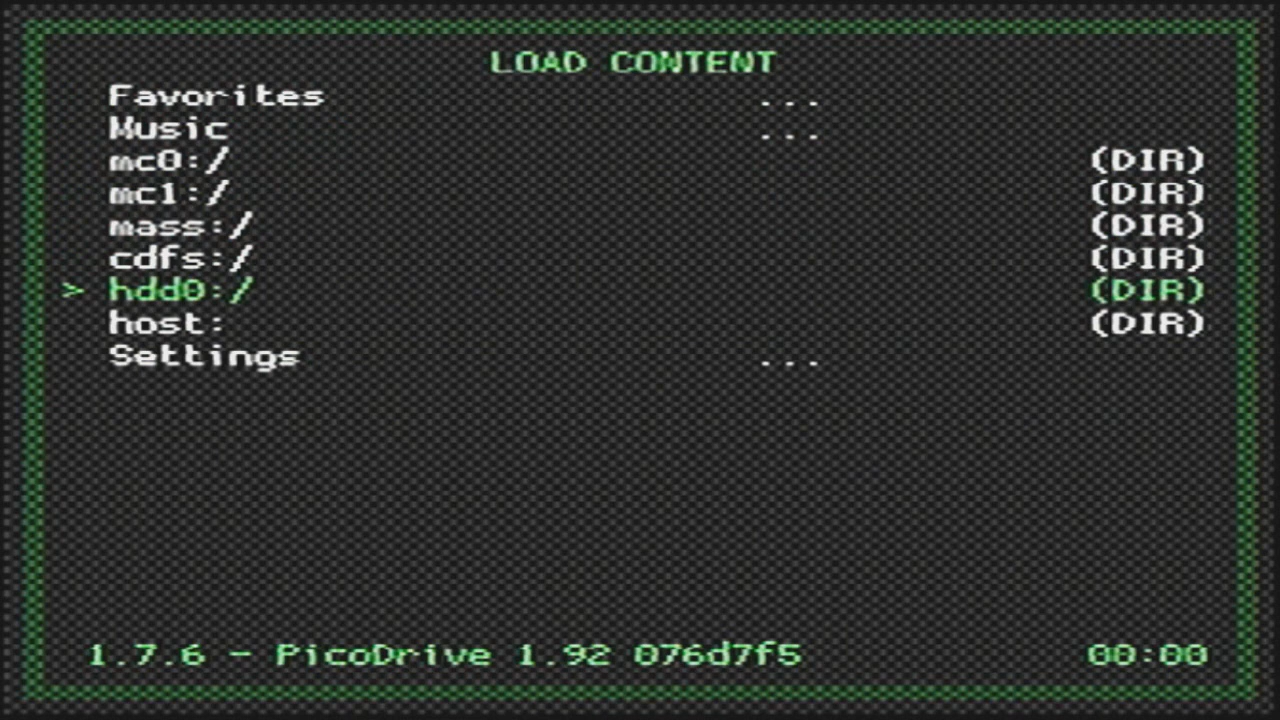 LOAD CONTENT
Favorites ...
Music ...
mc0:/ (DIR)
mc1:/ (DIR)
mass:/ (DIR)
cdfs:/ (DIR)
> hdd0:/ (DIR)
host: (DIR)
Settings ...
1.7.6 - PicoDrive 1.92 076d7f5 00:00